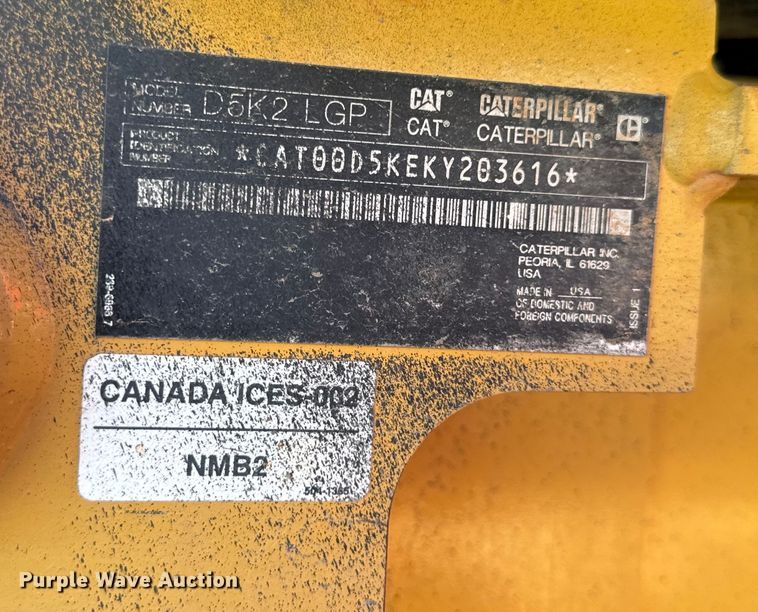 MODEL NUMBER D5K2 LGP
CAT® CATERPILLAR®
CAT® CATERPILLAR®
PRODUCT IDENTIFICATION NUMBER *CAT00D5KEKY203616*
CATERPILLAR INC.
PEORIA, IL 61629
USA
MADE IN USA
OF DOMESTIC AND
FOREIGN COMPONENTS
ISSUE 1
CANADA ICES-002
NMB2
Purple Wave Auction